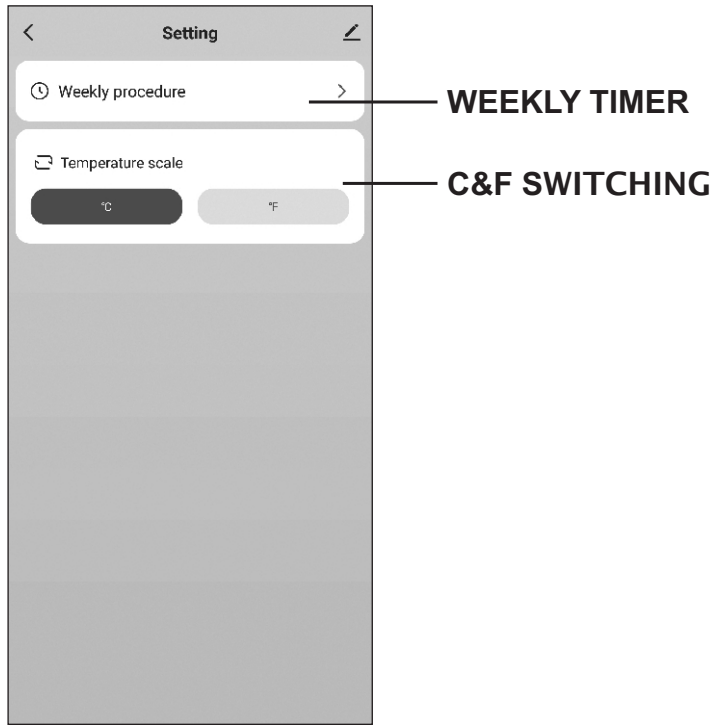 Setting
Weekly procedure
WEEKLY TIMER
Temperature scale
C&F SWITCHING
°C
°F